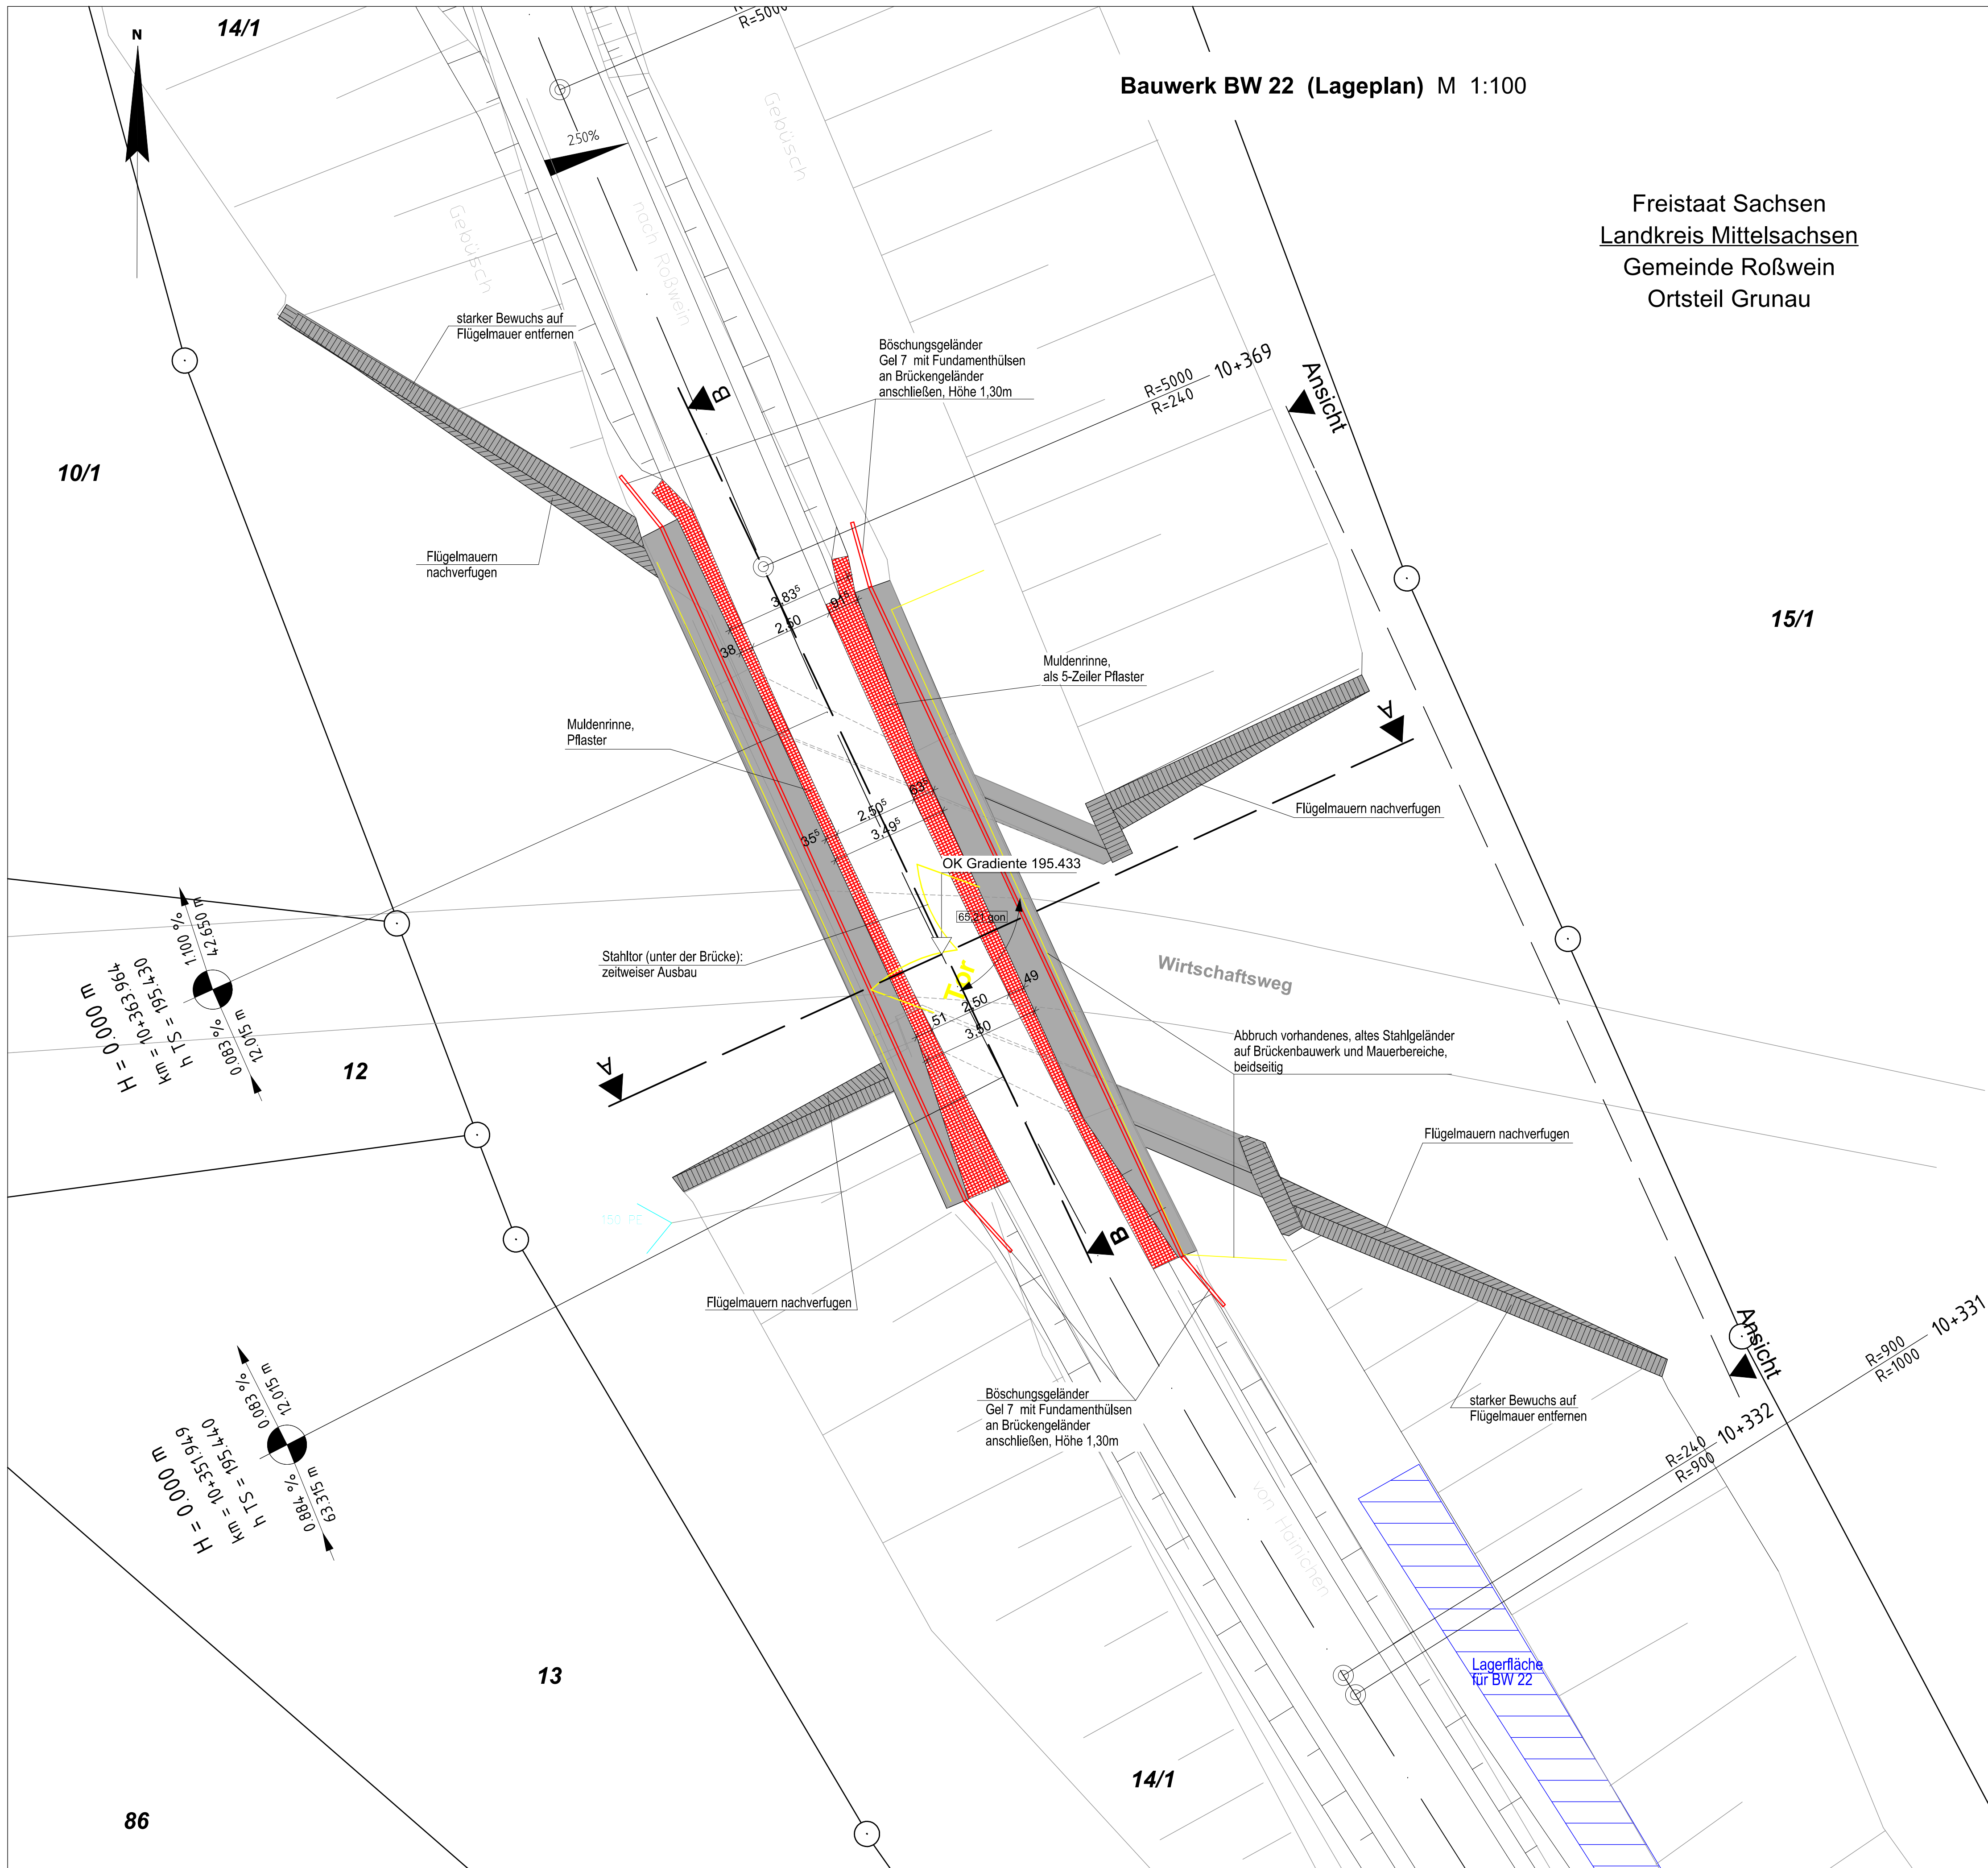 14/1
N
R=5000
Bauwerk BW 22 (Lageplan) M 1:100
Freistaat Sachsen
Landkreis Mittelsachsen
Gemeinde Roßwein
Ortsteil Grunau
Gebüsch
2.50%
Gebüsch
nach Roßwein
starker Bewuchs auf
Flügelmauer entfernen
Böschungsgeländer
Gel 7 mit Fundamenthülsen
an Brückengeländer
anschließen, Höhe 1,30m
B
R=5000
R=240
10+369
Ansicht
10/1
Flügelmauern
nachverfugen
3,83⁵
91⁵
2,50
38
15/1
Muldenrinne,
als 5-Zeiler Pflaster
Muldenrinne,
Pflaster
A
63⁵
2,50⁵
3,49⁵
35⁵
Flügelmauern nachverfugen
OK Gradiente 195.433
65,21 gon
Stahltor (unter der Brücke):
zeitweiser Ausbau
Tor
Wirtschaftsweg
49
2,50
51
3,50
1.100 %
42.650 m
H = 0.000 m
km = 10+363.964
h TS = 195.430
0.083 %
12.015 m
12
A
Abbruch vorhandenes, altes Stahlgeländer
auf Brückenbauwerk und Mauerbereiche,
beidseitig
Flügelmauern nachverfugen
150 PE
B
Flügelmauern nachverfugen
Ansicht
R=900
R=1000
10+331
0.083 %
12.015 m
H = 0.000 m
km = 10+351.949
h TS = 195.440
0.884 %
63.315 m
Böschungsgeländer
Gel 7 mit Fundamenthülsen
an Brückengeländer
anschließen, Höhe 1,30m
starker Bewuchs auf
Flügelmauer entfernen
R=240
R=900
10+332
von Hainichen
Lagerfläche
für BW 22
13
14/1
86